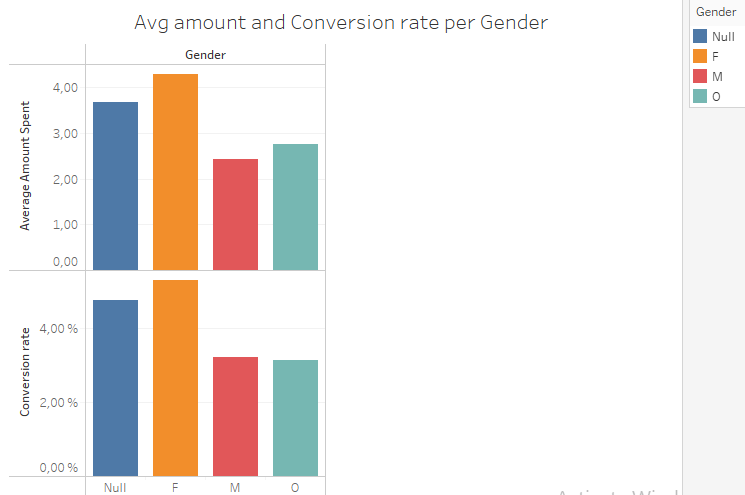 Avg amount and Conversion rate per Gender
Gender
Average Amount Spent
4,00
3,00
2,00
1,00
0,00
Conversion rate
4,00 %
2,00 %
0,00 %
Null
F
M
O
Gender
Null
F
M
O